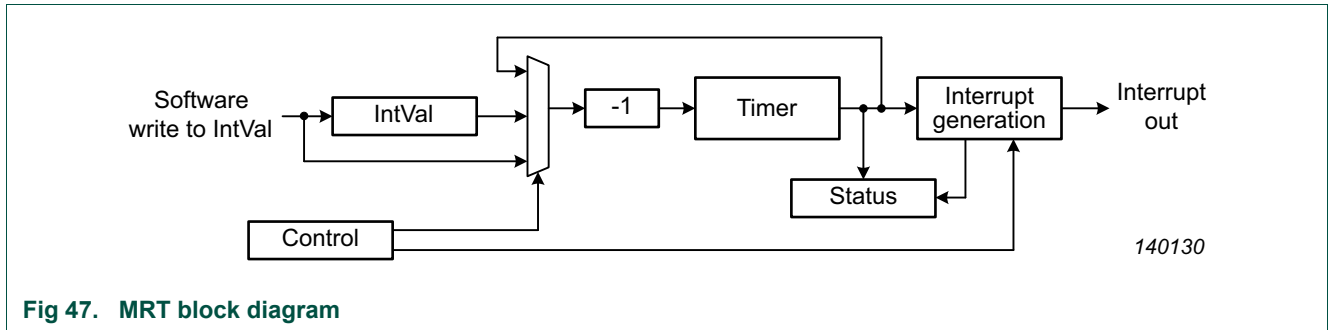 Software
write to IntVal
IntVal
-1
Timer
Interrupt
generation
Interrupt
out
Status
Control
140130
Fig 47. MRT block diagram